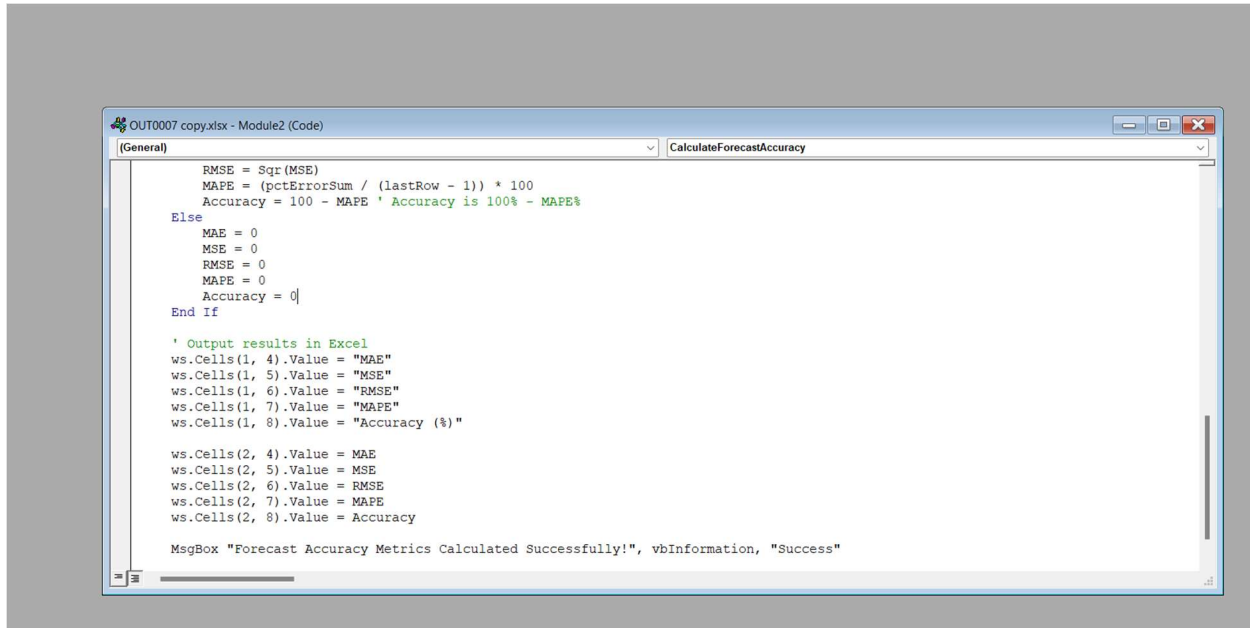 OUT0007 copy.xlsx - Module2 (Code)
(General) CalculateForecastAccuracy
RMSE = Sqr(MSE)
MAPE = (pctErrorSum / (lastRow - 1)) * 100
Accuracy = 100 - MAPE ' Accuracy is 100% - MAPE%
Else
MAE = 0
MSE = 0
RMSE = 0
MAPE = 0
Accuracy = 0
End If
' Output results in Excel
ws.Cells(1, 4).Value = "MAE"
ws.Cells(1, 5).Value = "MSE"
ws.Cells(1, 6).Value = "RMSE"
ws.Cells(1, 7).Value = "MAPE"
ws.Cells(1, 8).Value = "Accuracy (%)"
ws.Cells(2, 4).Value = MAE
ws.Cells(2, 5).Value = MSE
ws.Cells(2, 6).Value = RMSE
ws.Cells(2, 7).Value = MAPE
ws.Cells(2, 8).Value = Accuracy
MsgBox "Forecast Accuracy Metrics Calculated Successfully!", vbInformation, "Success"